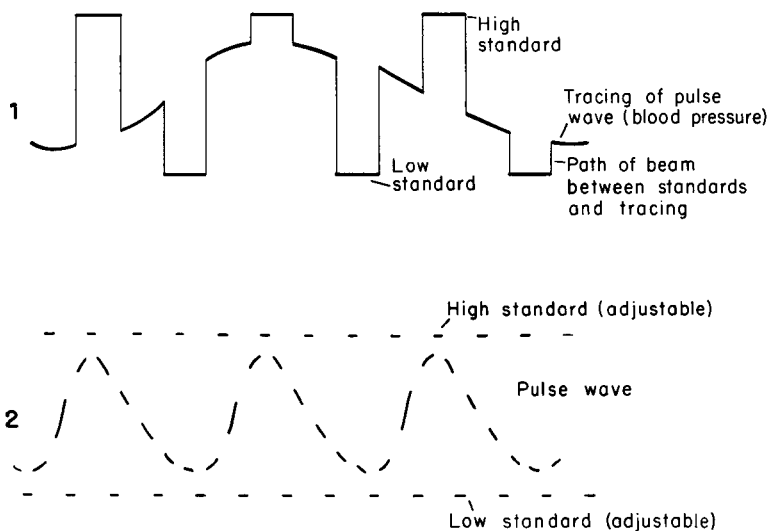 High
standard
1
Tracing of pulse
wave (blood pressure)
Low
standard
Path of beam
between standards
and tracing
High standard (adjustable)
Pulse wave
2
Low standard (adjustable)